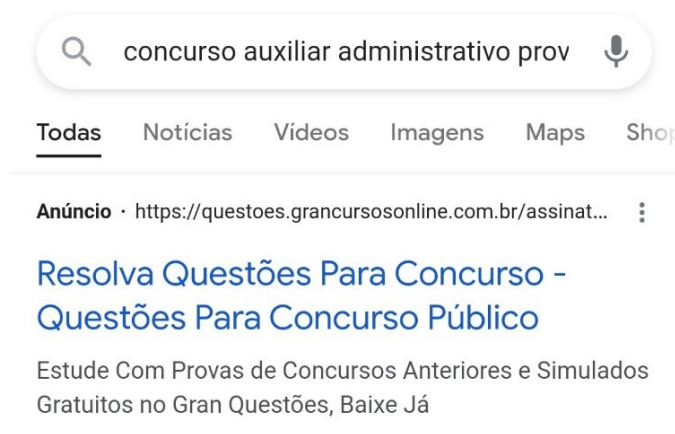 concurso auxiliar administrativo prov
Todas Notícias Vídeos Imagens Maps Shop
Anúncio · https://questoes.grancursosonline.com.br/assinat...
Resolva Questões Para Concurso -
Questões Para Concurso Público
Estude Com Provas de Concursos Anteriores e Simulados
Gratuitos no Gran Questões, Baixe Já